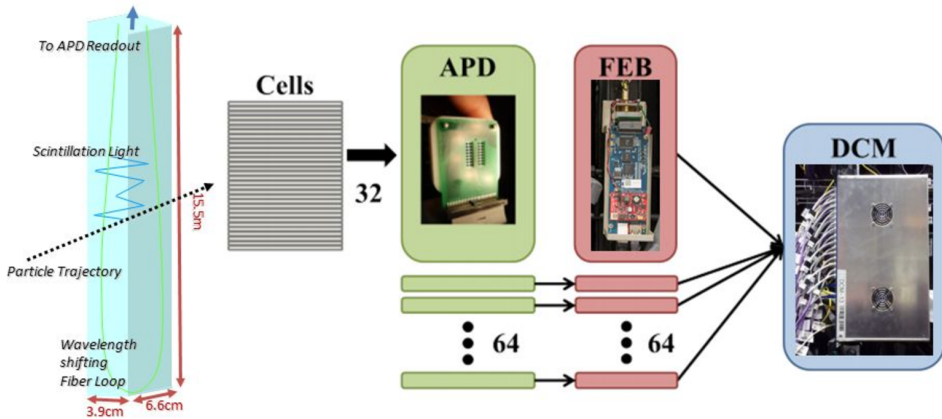 To APD Readout
Scintillation Light
15.5m
Particle Trajectory
Wavelength
shifting
Fiber Loop
3.9cm
6.6cm
Cells
32
APD
FEB
64
64
DCM